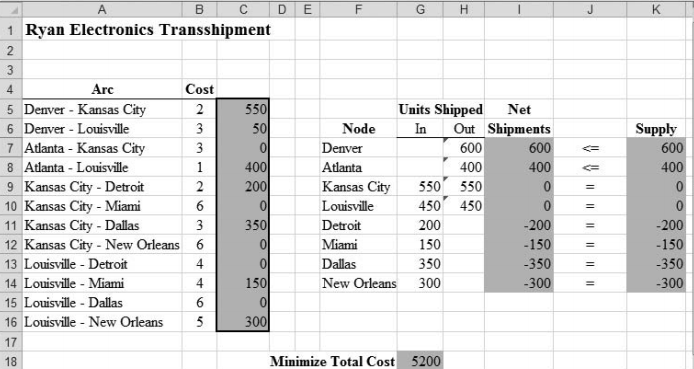 A B C D E F G H I J K
1 Ryan Electronics Transshipment
2
3
4 Arc Cost
5 Denver - Kansas City 2 550 Units Shipped Net
6 Denver - Louisville 3 50 Node In Out Shipments Supply
7 Atlanta - Kansas City 3 0 Denver 600 600 <= 600
8 Atlanta - Louisville 1 400 Atlanta 400 400 <= 400
9 Kansas City - Detroit 2 200 Kansas City 550 550 0 = 0
10 Kansas City - Miami 6 0 Louisville 450 450 0 = 0
11 Kansas City - Dallas 3 350 Detroit 200 -200 = -200
12 Kansas City - New Orleans 6 0 Miami 150 -150 = -150
13 Louisville - Detroit 4 0 Dallas 350 -350 = -350
14 Louisville - Miami 4 150 New Orleans 300 -300 = -300
15 Louisville - Dallas 6 0
16 Louisville - New Orleans 5 300
17
18 Minimize Total Cost 5200